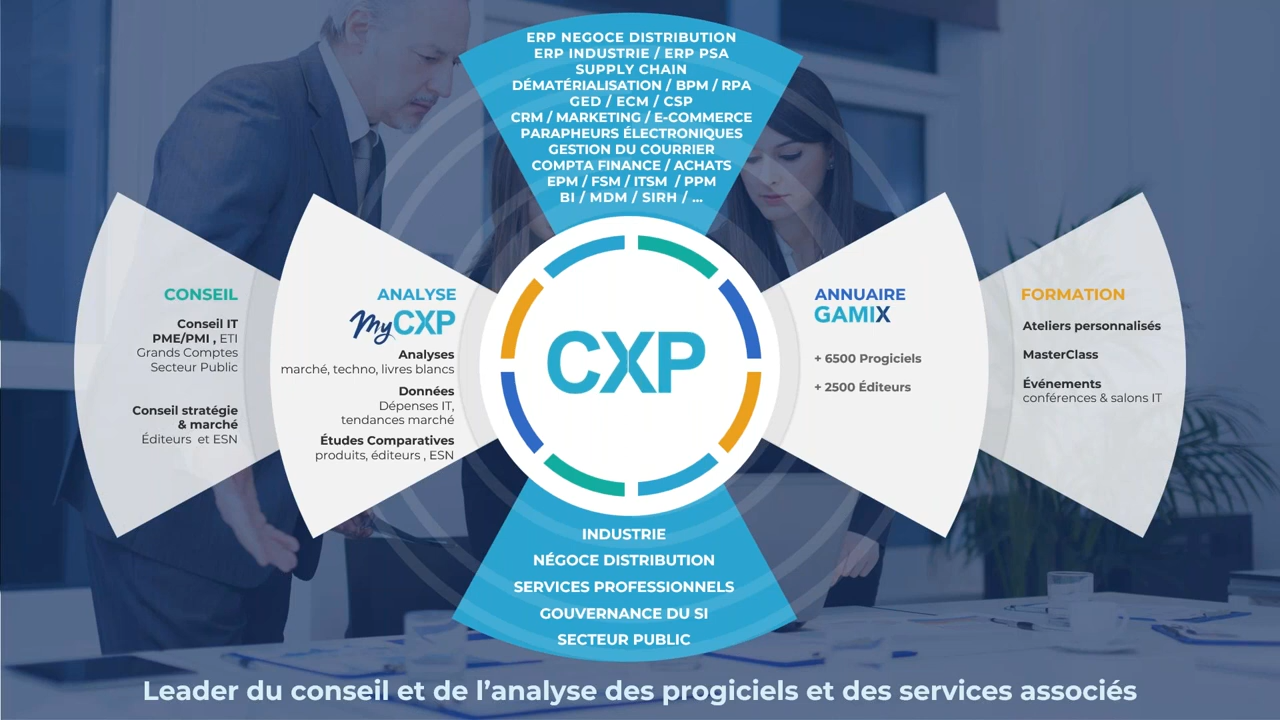 ERP NEGOCE DISTRIBUTION
ERP INDUSTRIE / ERP PSA
SUPPLY CHAIN
DÉMATÉRIALISATION / BPM / RPA
GED / ECM / CSP
CRM / MARKETING / E-COMMERCE
PARAPHEURS ÉLECTRONIQUES
GESTION DU COURRIER
COMPTA FINANCE / ACHATS
EPM / FSM / ITSM / PPM
BI / MDM / SIRH / ...
CONSEIL
Conseil IT
PME/PMI , ETI
Grands Comptes
Secteur Public
Conseil stratégie
& marché
Éditeurs et ESN
ANALYSE
MyCXP
Analyses
marché, techno, livres blancs
Données
Dépenses IT,
tendances marché
Études Comparatives
produits, éditeurs , ESN
CXP
ANNUAIRE
GAMIX
+ 6500 Progiciels
+ 2500 Éditeurs
FORMATION
Ateliers personnalisés
MasterClass
Événements
conférences & salons IT
INDUSTRIE
NÉGOCE DISTRIBUTION
SERVICES PROFESSIONNELS
GOUVERNANCE DU SI
SECTEUR PUBLIC
Leader du conseil et de l'analyse des progiciels et des services associés